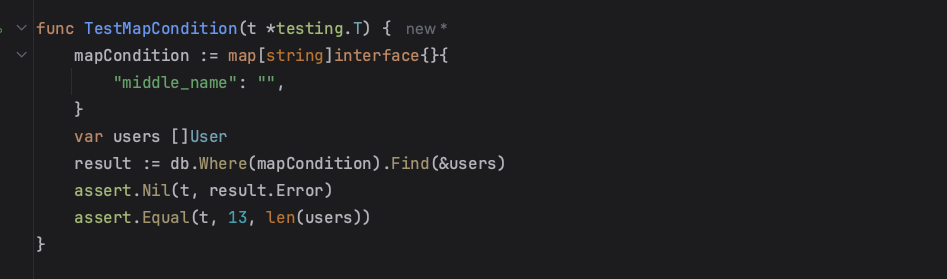 func TestMapCondition(t *testing.T) { new *
    mapCondition := map[string]interface{}{
        "middle_name": "",
    }
    var users []User
    result := db.Where(mapCondition).Find(&users)
    assert.Nil(t, result.Error)
    assert.Equal(t, 13, len(users))
}